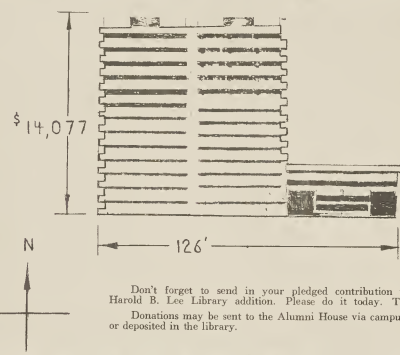 $14,077
126'
N
Don't forget to send in your pledged contribution
Harold B. Lee Library addition. Please do it today.
Donations may be sent to the Alumni House via
or deposited in the library.